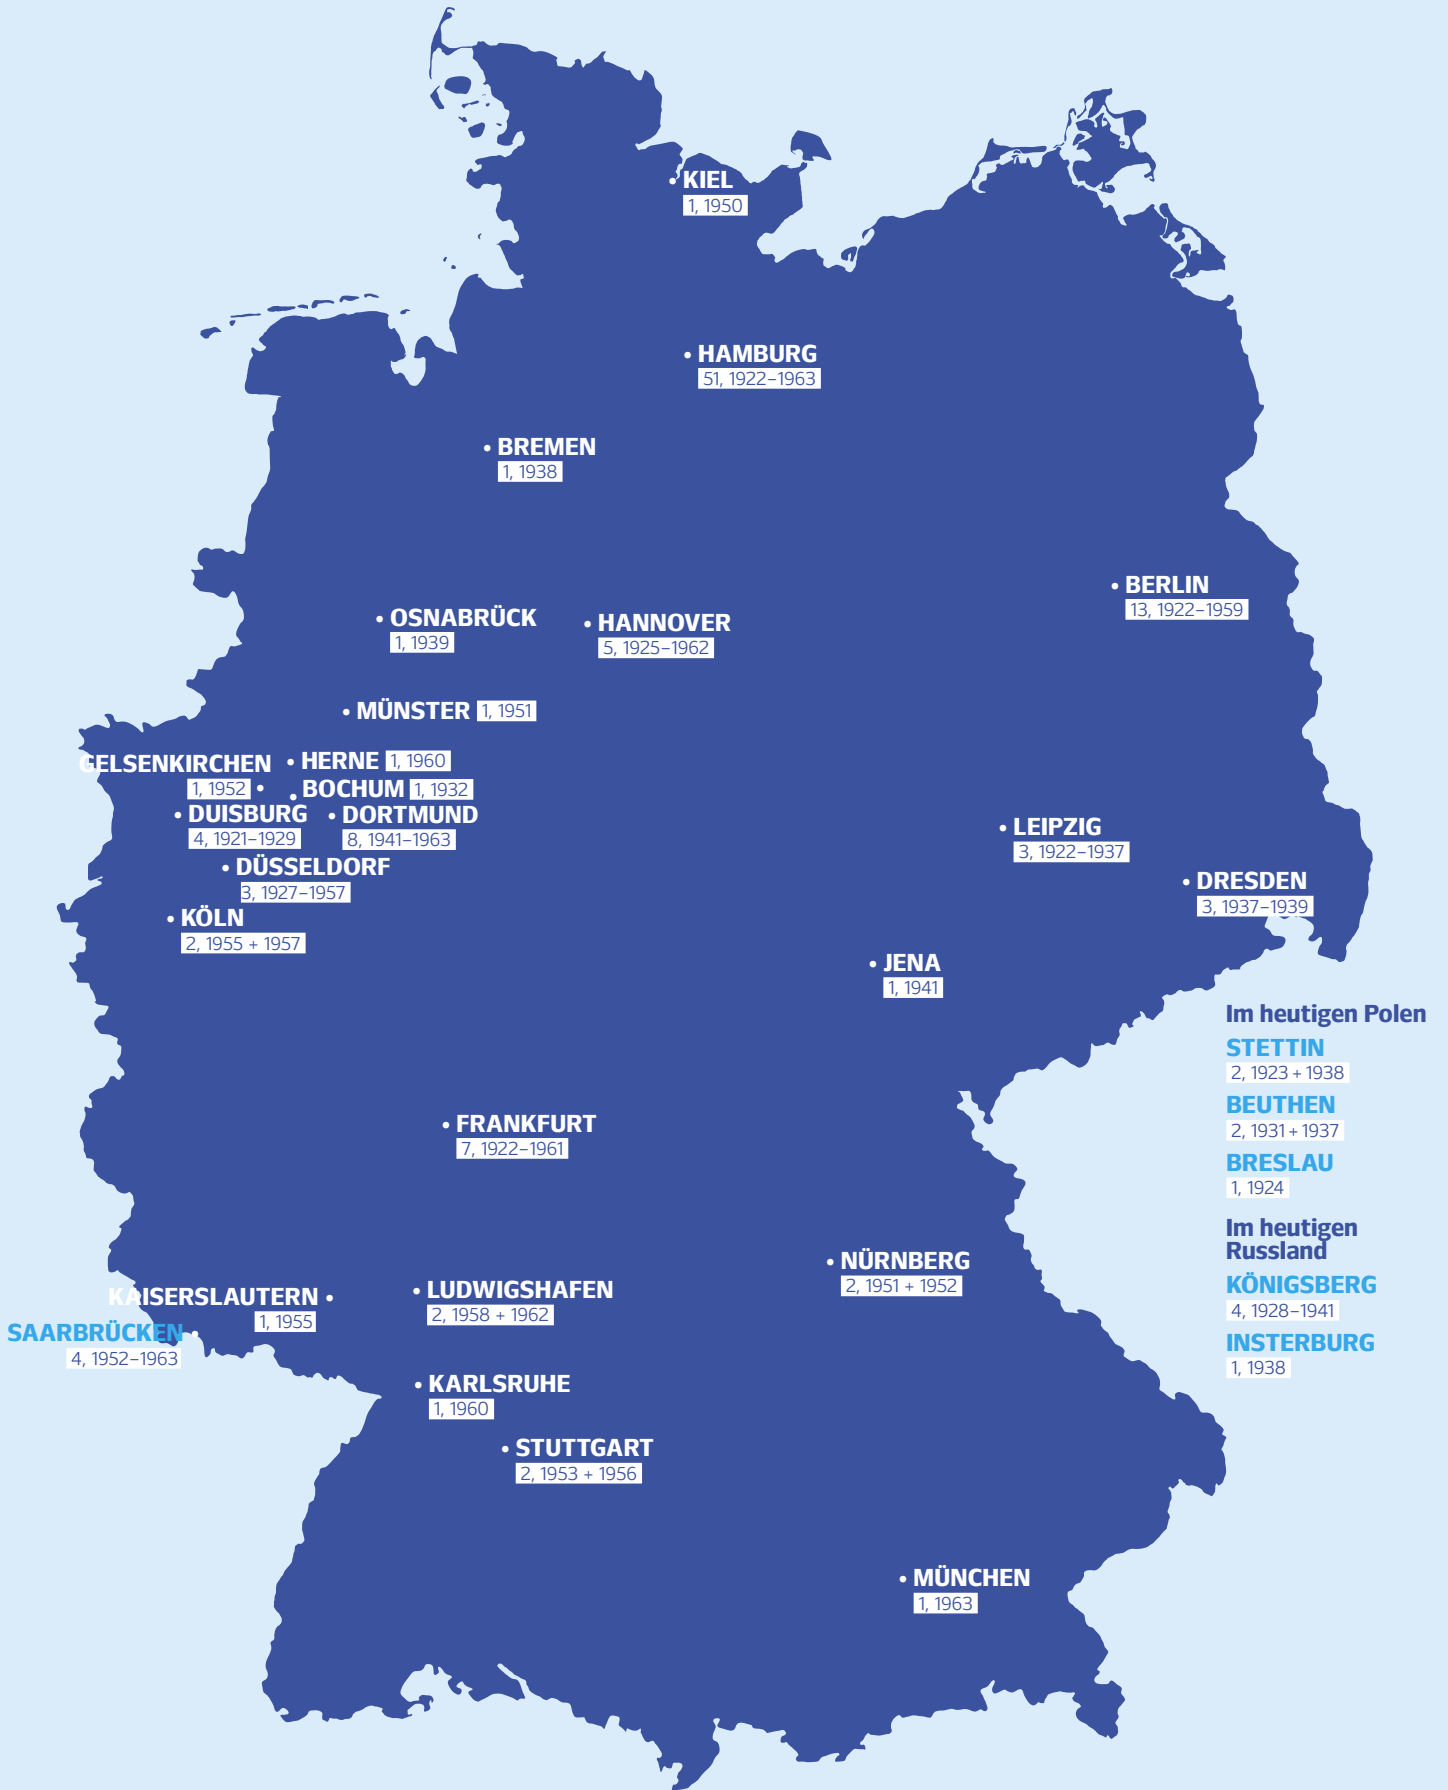 KIEL
1, 1950
HAMBURG
51, 1922–1963
BREMEN
1, 1938
BERLIN
13, 1922–1959
OSNABRÜCK
1, 1939
HANNOVER
5, 1925–1962
MÜNSTER 1, 1951
GELSENKIRCHEN
1, 1952
HERNE 1, 1960
BOCHUM 1, 1932
DUISBURG
4, 1921–1929
DORTMUND
8, 1941–1963
DÜSSELDORF
3, 1927–1957
KÖLN
2, 1955 + 1957
LEIPZIG
3, 1922–1937
DRESDEN
3, 1937–1939
JENA
1, 1941
FRANKFURT
7, 1922–1961
NÜRNBERG
2, 1951 + 1952
KAISERSLAUTERN
1, 1955
LUDWIGSHAFEN
2, 1958 + 1962
SAARBRÜCKEN
4, 1952–1963
KARLSRUHE
1, 1960
STUTTGART
2, 1953 + 1956
MÜNCHEN
1, 1963
Im heutigen Polen
STETTIN
2, 1923 + 1938
BEUTHEN
2, 1931 + 1937
BRESLAU
1, 1924
Im heutigen
Russland
KÖNIGSBERG
4, 1928–1941
INSTERBURG
1, 1938